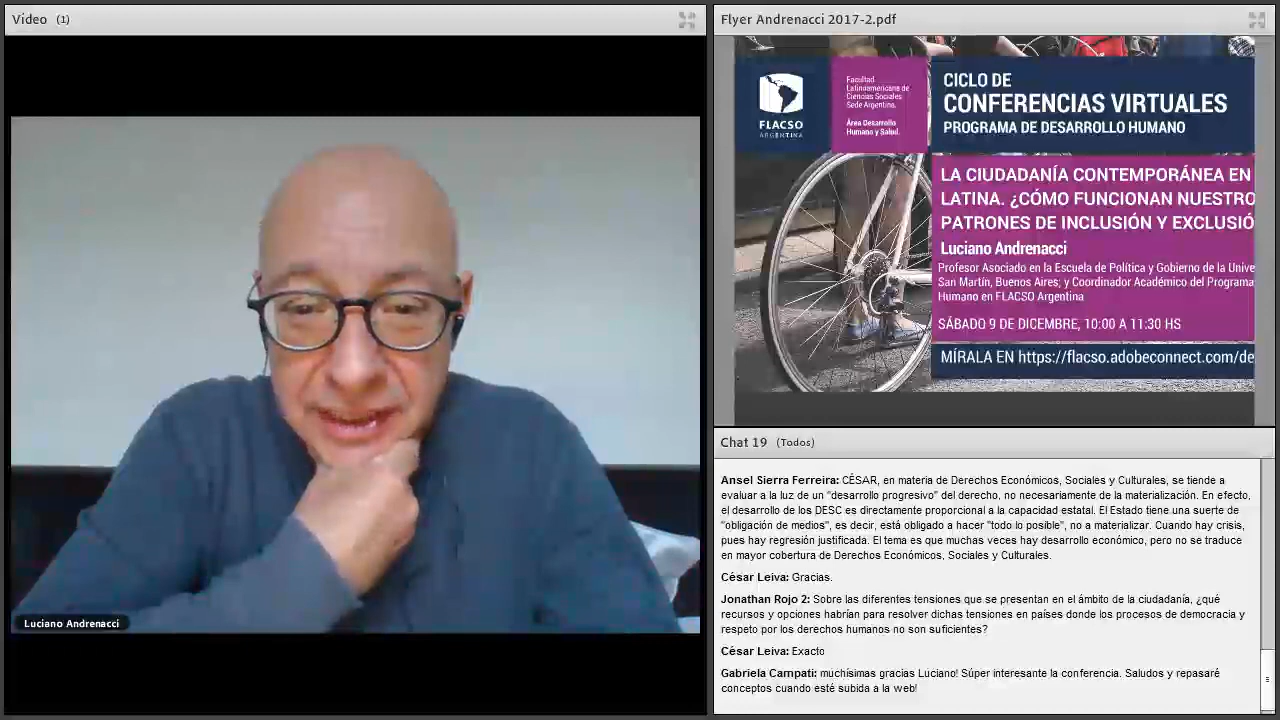 Vídeo (1)
Luciano Andrenacci
Flyer Andrenacci 2017-2.pdf
FLACSO
ARGENTINA
Facultad
Latinoamericana de
Ciencias Sociales.
Sede Argentina.
Área Desarrollo
Humano y Salud.
CICLO DE
CONFERENCIAS VIRTUALES
PROGRAMA DE DESARROLLO HUMANO
LA CIUDADANÍA CONTEMPORÁNEA EN
LATINA. ¿CÓMO FUNCIONAN NUESTRO
PATRONES DE INCLUSIÓN Y EXCLUSIÓ
Luciano Andrenacci
Profesor Asociado en la Escuela de Política y Gobierno de la Unive
San Martín, Buenos Aires; y Coordinador Académico del Programa
Humano en FLACSO Argentina
SÁBADO 9 DE DICIEMBRE, 10:00 A 11:30 HS
MÍRALA EN https://flacso.adobeconnect.com/de
Chat 19 (Todos)
Ansel Sierra Ferreira: CÉSAR, en materia de Derechos Económicos, Sociales y Culturales, se tiende a
evaluar a la luz de un "desarrollo progresivo" del derecho, no necesariamente de la materialización. En efecto,
el desarrollo de los DESC es directamente proporcional a la capacidad estatal. El Estado tiene una suerte de
"obligación de medios", es decir, está obligado a hacer "todo lo posible", no a materializar. Cuando hay crisis,
pues hay regresión justificada. El tema es que muchas veces hay desarrollo económico, pero no se traduce
en mayor cobertura de Derechos Económicos, Sociales y Culturales.
César Leiva: Gracias.
Jonathan Rojo 2: Sobre las diferentes tensiones que se presentan en el ámbito de la ciudadanía, ¿qué
recursos y opciones habrían para resolver dichas tensiones en países donde los procesos de democracia y
respeto por los derechos humanos no son suficientes?
César Leiva: Exacto
Gabriela Campati: muchísimas gracias Luciano! Súper interesante la conferencia. Saludos y repasaré
conceptos cuando esté subida a la web!